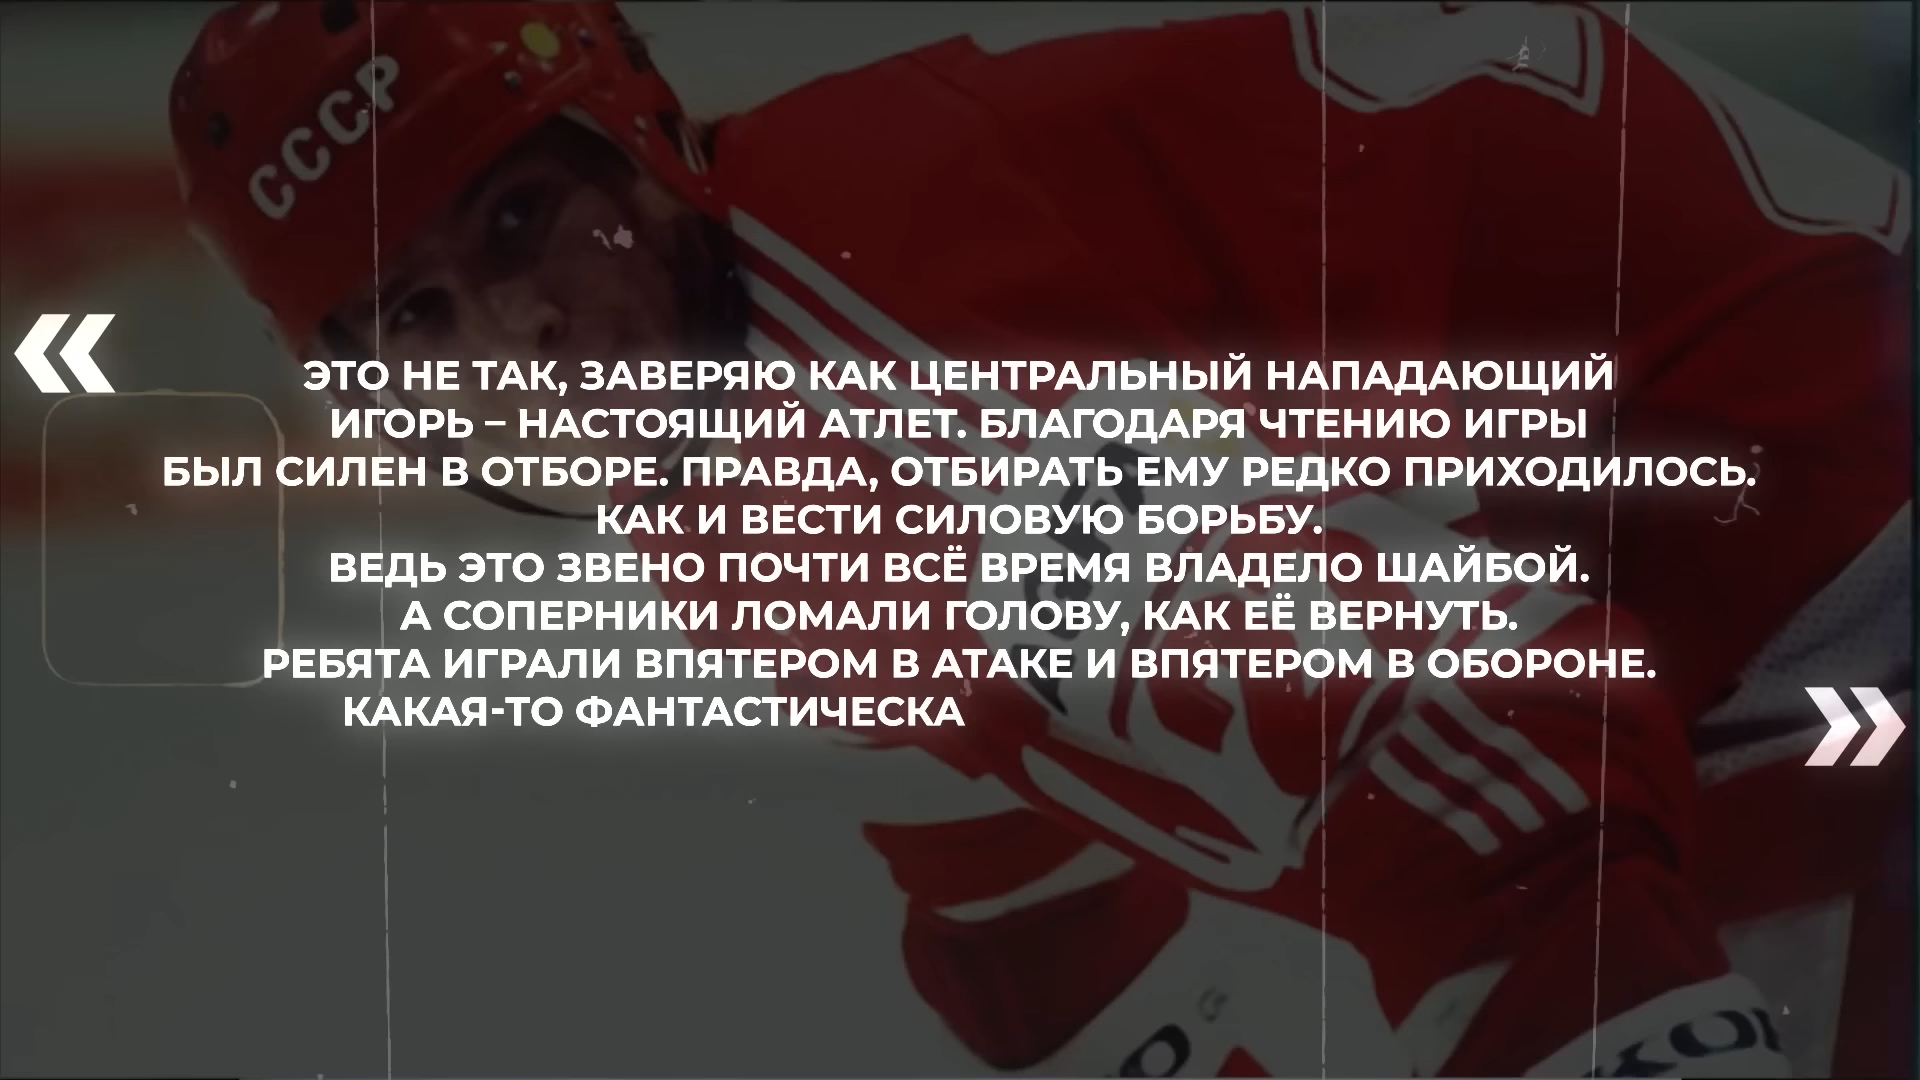 СССР
«
ЭТО НЕ ТАК, ЗАВЕРЯЮ КАК ЦЕНТРАЛЬНЫЙ НАПАДАЮЩИЙ
ИГОРЬ – НАСТОЯЩИЙ АТЛЕТ. БЛАГОДАРЯ ЧТЕНИЮ ИГРЫ
БЫЛ СИЛЕН В ОТБОРЕ. ПРАВДА, ОТБИРАТЬ ЕМУ РЕДКО ПРИХОДИЛОСЬ.
КАК И ВЕСТИ СИЛОВУЮ БОРЬБУ.
ВЕДЬ ЭТО ЗВЕНО ПОЧТИ ВСЁ ВРЕМЯ ВЛАДЕЛО ШАЙБОЙ.
А СОПЕРНИКИ ЛОМАЛИ ГОЛОВУ, КАК ЕЁ ВЕРНУТЬ.
РЕБЯТА ИГРАЛИ ВПЯТЕРОМ В АТАКЕ И ВПЯТЕРОМ В ОБОРОНЕ.
КАКАЯ-ТО ФАНТАСТИЧЕСКА
»